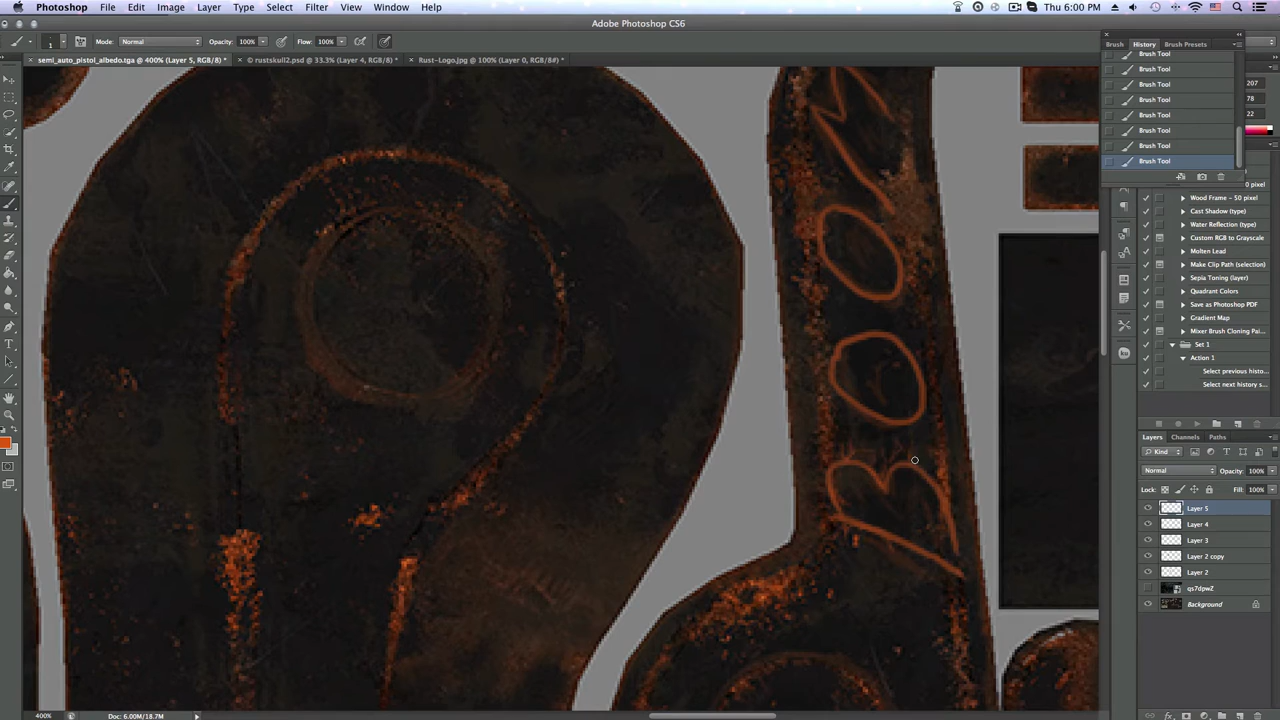 Photoshop File Edit Image Layer Type Select Filter View Window Help Thu 6:00 PM
Adobe Photoshop CS6
1 Mode: Normal Opacity: 100% Flow: 100%
semi_auto_pistol_albedo.tga @ 400% (Layer 5, RGB/8) * × © rustskull2.psd @ 33.3% (Layer 4, RGB/8) * × Rust-Logo.jpg @ 100% (Layer 0, RGB/8#) *
Brush History Brush Presets
Brush Tool
Brush Tool
Brush Tool
Brush Tool
Brush Tool
Brush Tool
Brush Tool
Brush Tool
207
78
22
pixel)
Wood Frame - 50 pixel
Cast Shadow (type)
Water Reflection (type)
Custom RGB to Grayscale
Molten Lead
Make Clip Path (selection)
Sepia Toning (layer)
Quadrant Colors
Save as Photoshop PDF
Gradient Map
Mixer Brush Cloning Pai...
Set 1
Action 1
Select previous histo...
Select next history s...
Layers Channels Paths
Kind
Normal Opacity: 100%
Lock: Fill: 100%
Layer 5
Layer 4
Layer 3
Layer 2 copy
Layer 2
qs7dpwZ
Background
400% Doc: 6.00M/18.7M